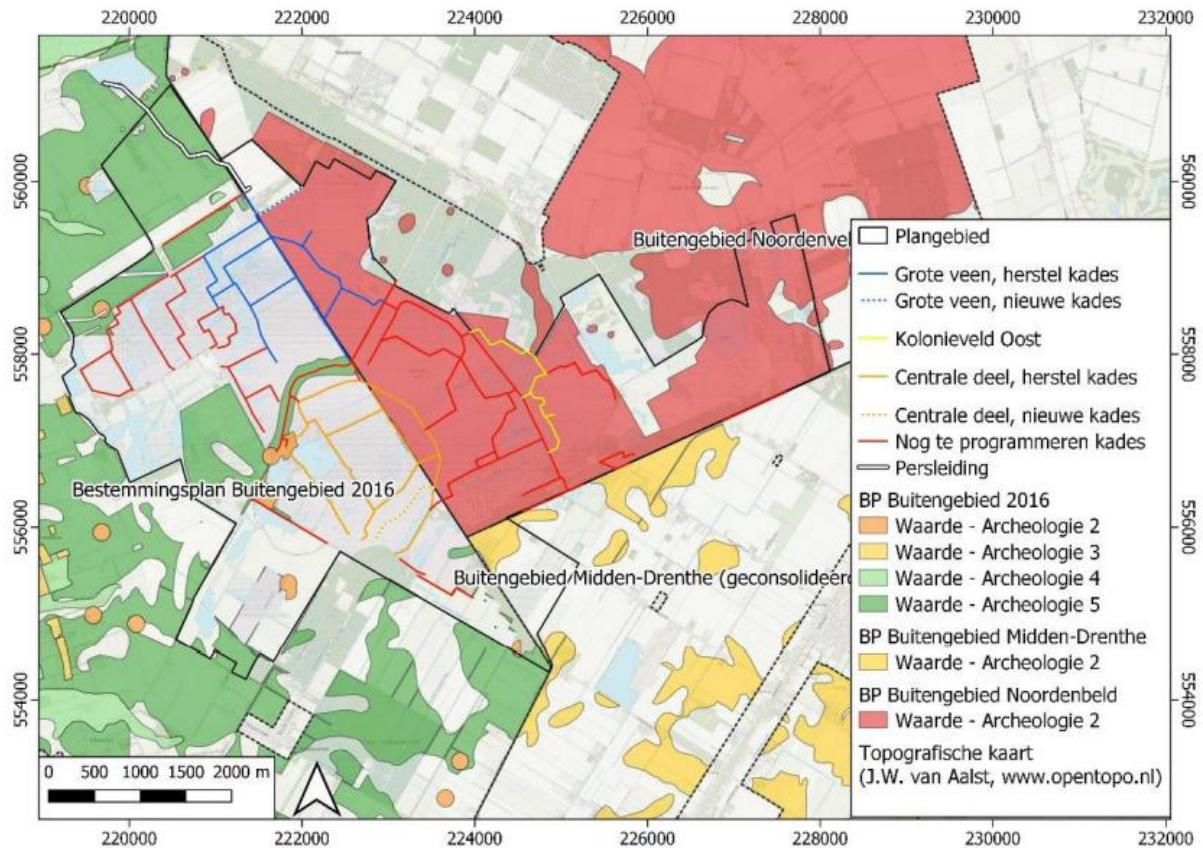 220000 222000 224000 226000 228000 230000 232000
560000 560000
Buitengebied Noordenvel
Plangebied
Grote veen, herstel kades
Grote veen, nieuwe kades
558000 558000
Kolonieveld Oost
Centrale deel, herstel kades
Centrale deel, nieuwe kades
Nog te programmeren kades
Persleiding
Bestemmingsplan Buitengebied 2016
BP Buitengebied 2016
556000 556000
Waarde - Archeologie 2
Waarde - Archeologie 3
Buitengebied Midden-Drenthe (geconsolideerd
Waarde - Archeologie 4
Waarde - Archeologie 5
BP Buitengebied Midden-Drenthe
Waarde - Archeologie 2
BP Buitengebied Noordenbeld
554000 554000
Waarde - Archeologie 2
Topografische kaart
(J.W. van Aalst, www.opentopo.nl)
0 500 1000 1500 2000 m
220000 222000 224000 226000 228000 230000 232000